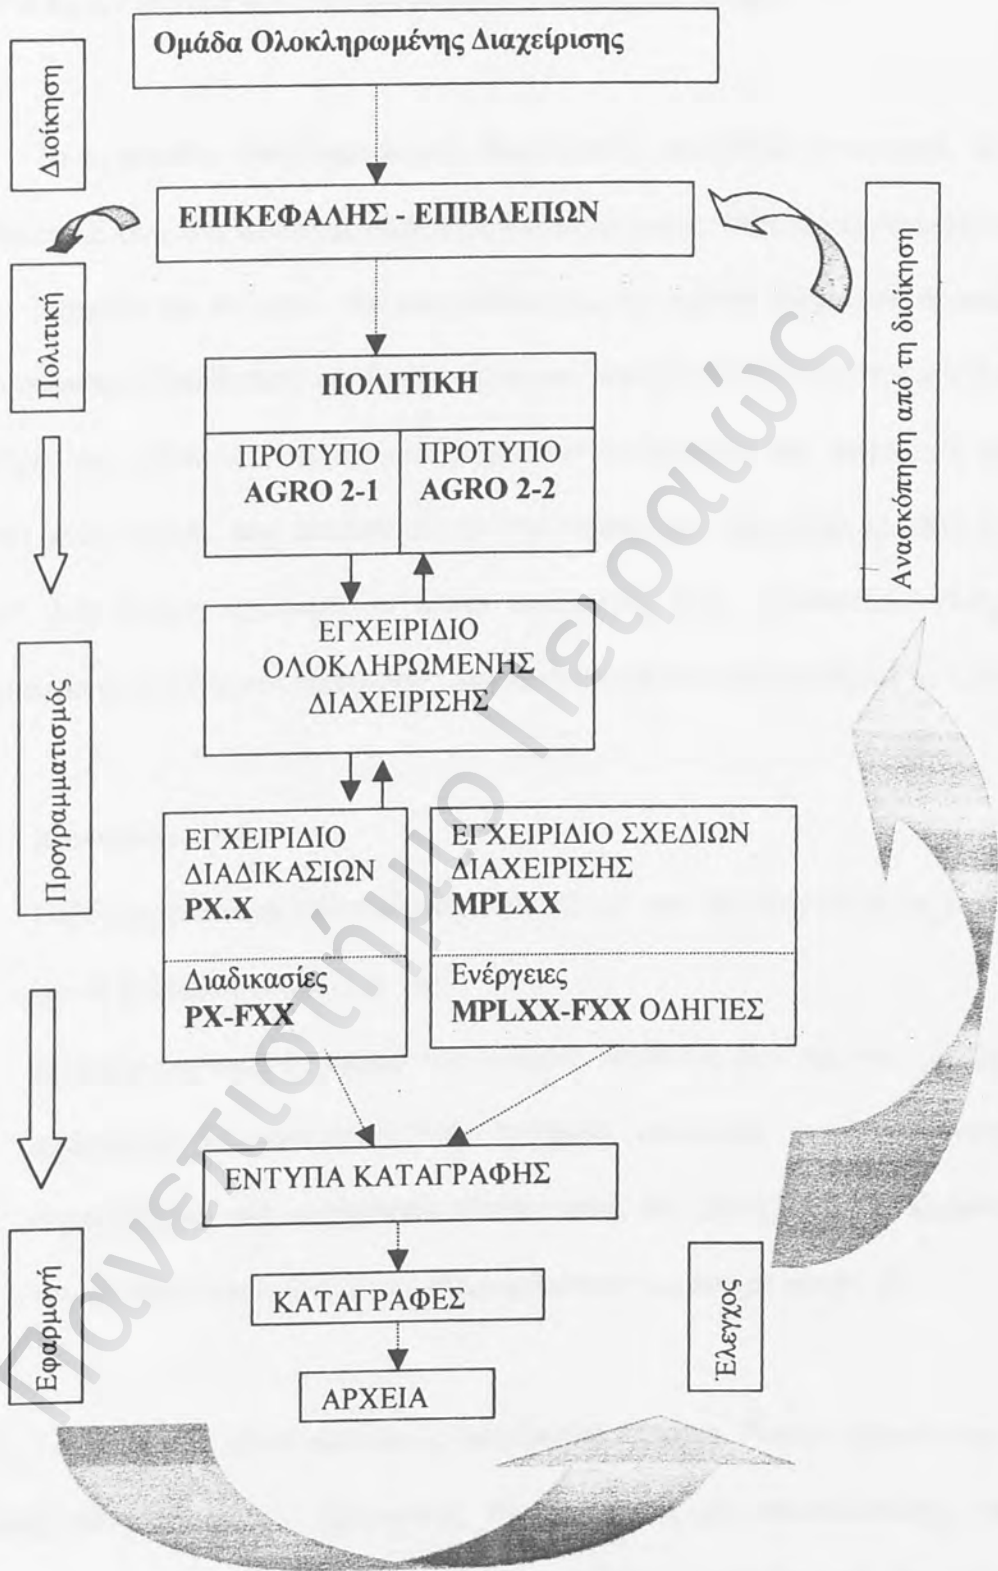 Ομάδα Ολοκληρωμένης Διαχείρισης
Διοίκηση
ΕΠΙΚΕΦΑΛΗΣ - ΕΠΙΒΛΕΠΩΝ
Πολιτική
Ανασκόπηση από τη διοίκηση
ΠΟΛΙΤΙΚΗ
ΠΡΟΤΥΠΟ
AGRO 2-1
ΠΡΟΤΥΠΟ
AGRO 2-2
ΕΓΧΕΙΡΙΔΙΟ
ΟΛΟΚΛΗΡΩΜΕΝΗΣ
ΔΙΑΧΕΙΡΙΣΗΣ
Προγραμματισμός
ΕΓΧΕΙΡΙΔΙΟ
ΔΙΑΔΙΚΑΣΙΩΝ
PX.X
Διαδικασίες
PX-FXX
ΕΓΧΕΙΡΙΔΙΟ ΣΧΕΔΙΩΝ
ΔΙΑΧΕΙΡΙΣΗΣ
MPLXX
Ενέργειες
MPLXX-FXX ΟΔΗΓΙΕΣ
ΕΝΤΥΠΑ ΚΑΤΑΓΡΑΦΗΣ
Εφαρμογή
ΚΑΤΑΓΡΑΦΕΣ
Έλεγχος
ΑΡΧΕΙΑ
Πανεπιστήμιο Πειραιώς